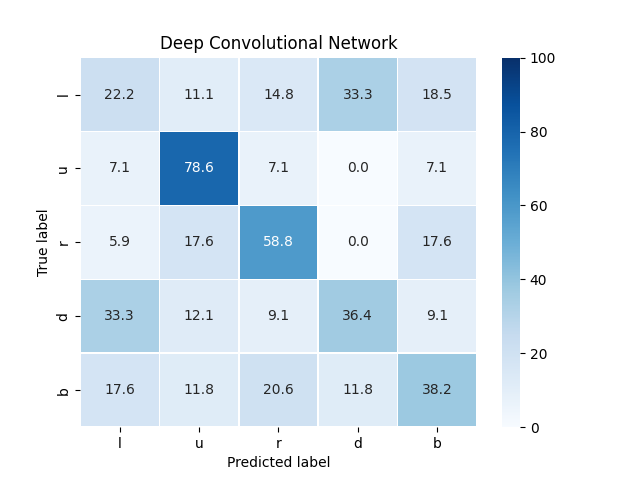 Deep Convolutional Network
l 22.2 11.1 14.8 33.3 18.5
u 7.1 78.6 7.1 0.0 7.1
r 5.9 17.6 58.8 0.0 17.6
d 33.3 12.1 9.1 36.4 9.1
b 17.6 11.8 20.6 11.8 38.2
l u r d b
Predicted label
True label
100
80
60
40
20
0